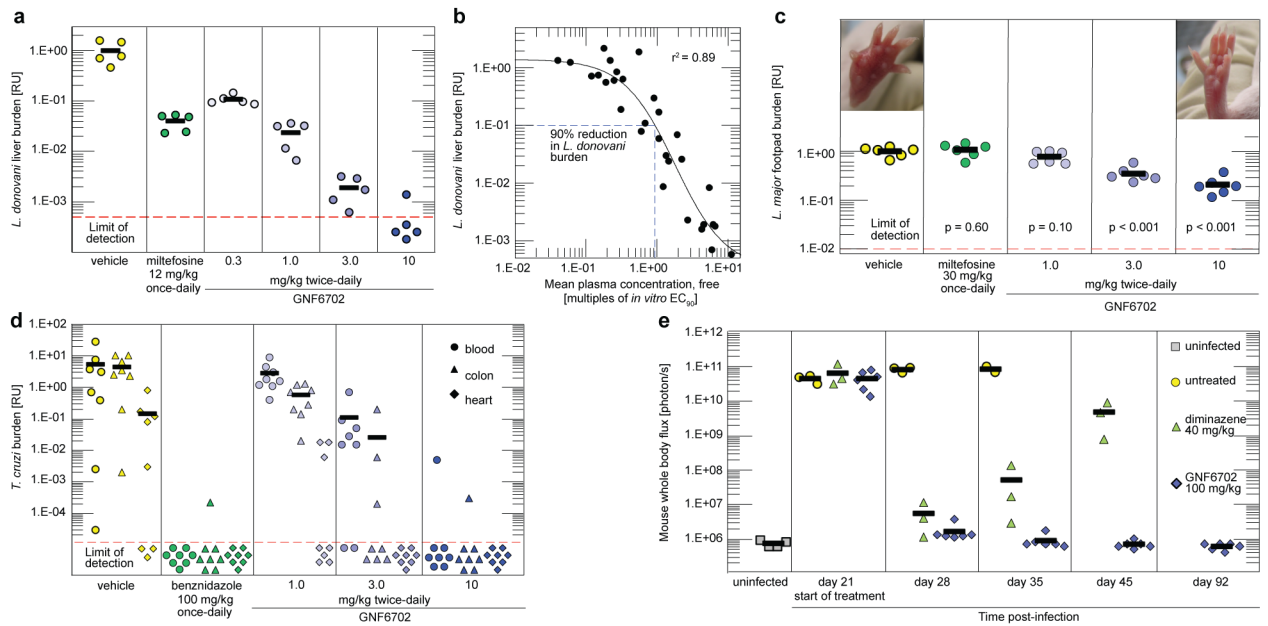 a
L. donovani liver burden [RU]
1.E+00
1.E-01
1.E-02
1.E-03
Limit of
detection
vehicle
miltefosine
12 mg/kg
once-daily
0.3
1.0
3.0
10
mg/kg twice-daily
GNF6702
b
L. donovani liver burden [RU]
1.E+00
1.E-01
1.E-02
1.E-03
r² = 0.89
90% reduction
in L. donovani
burden
1.E-02
1.E-01
1.E+00
1.E+01
Mean plasma concentration, free
[multiples of in vitro EC90]
c
L. major footpad burden [RU]
1.E+00
1.E-01
1.E-02
Limit of
detection
p = 0.60
p = 0.10
p < 0.001
p < 0.001
vehicle
miltefosine
30 mg/kg
once-daily
1.0
3.0
10
mg/kg twice-daily
GNF6702
d
T. cruzi burden [RU]
1.E+02
1.E+01
1.E+00
1.E-01
1.E-02
1.E-03
1.E-04
blood
colon
heart
Limit of
detection
vehicle
benznidazole
100 mg/kg
once-daily
1.0
3.0
10
mg/kg twice-daily
GNF6702
e
Mouse whole body flux [photon/s]
1.E+12
1.E+11
1.E+10
1.E+09
1.E+08
1.E+07
1.E+06
uninfected
untreated
diminazene
40 mg/kg
GNF6702
100 mg/kg
uninfected
day 21
start of treatment
day 28
day 35
day 45
day 92
Time post-infection